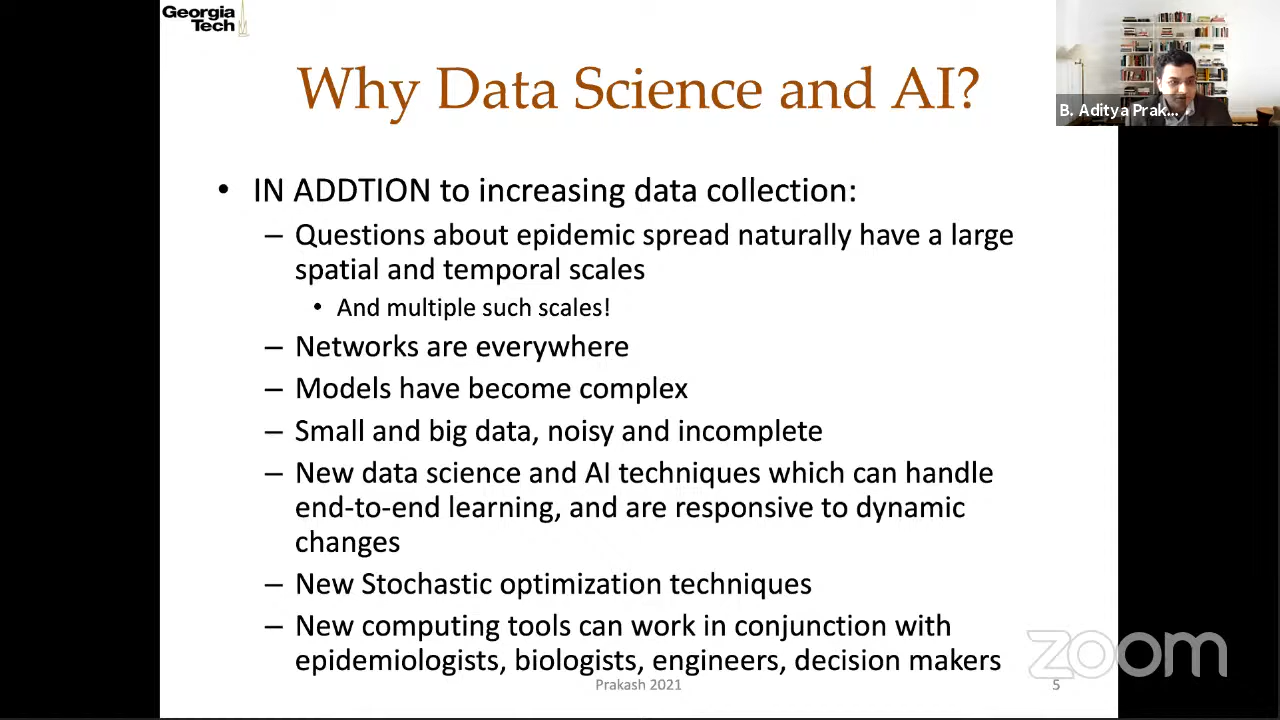 Georgia
Tech
Why Data Science and AI?
B. Aditya Prak...
• IN ADDTION to increasing data collection:
– Questions about epidemic spread naturally have a large
spatial and temporal scales
• And multiple such scales!
– Networks are everywhere
– Models have become complex
– Small and big data, noisy and incomplete
– New data science and AI techniques which can handle
end-to-end learning, and are responsive to dynamic
changes
– New Stochastic optimization techniques
– New computing tools can work in conjunction with
epidemiologists, biologists, engineers, decision makers
zoom
Prakash 2021
5